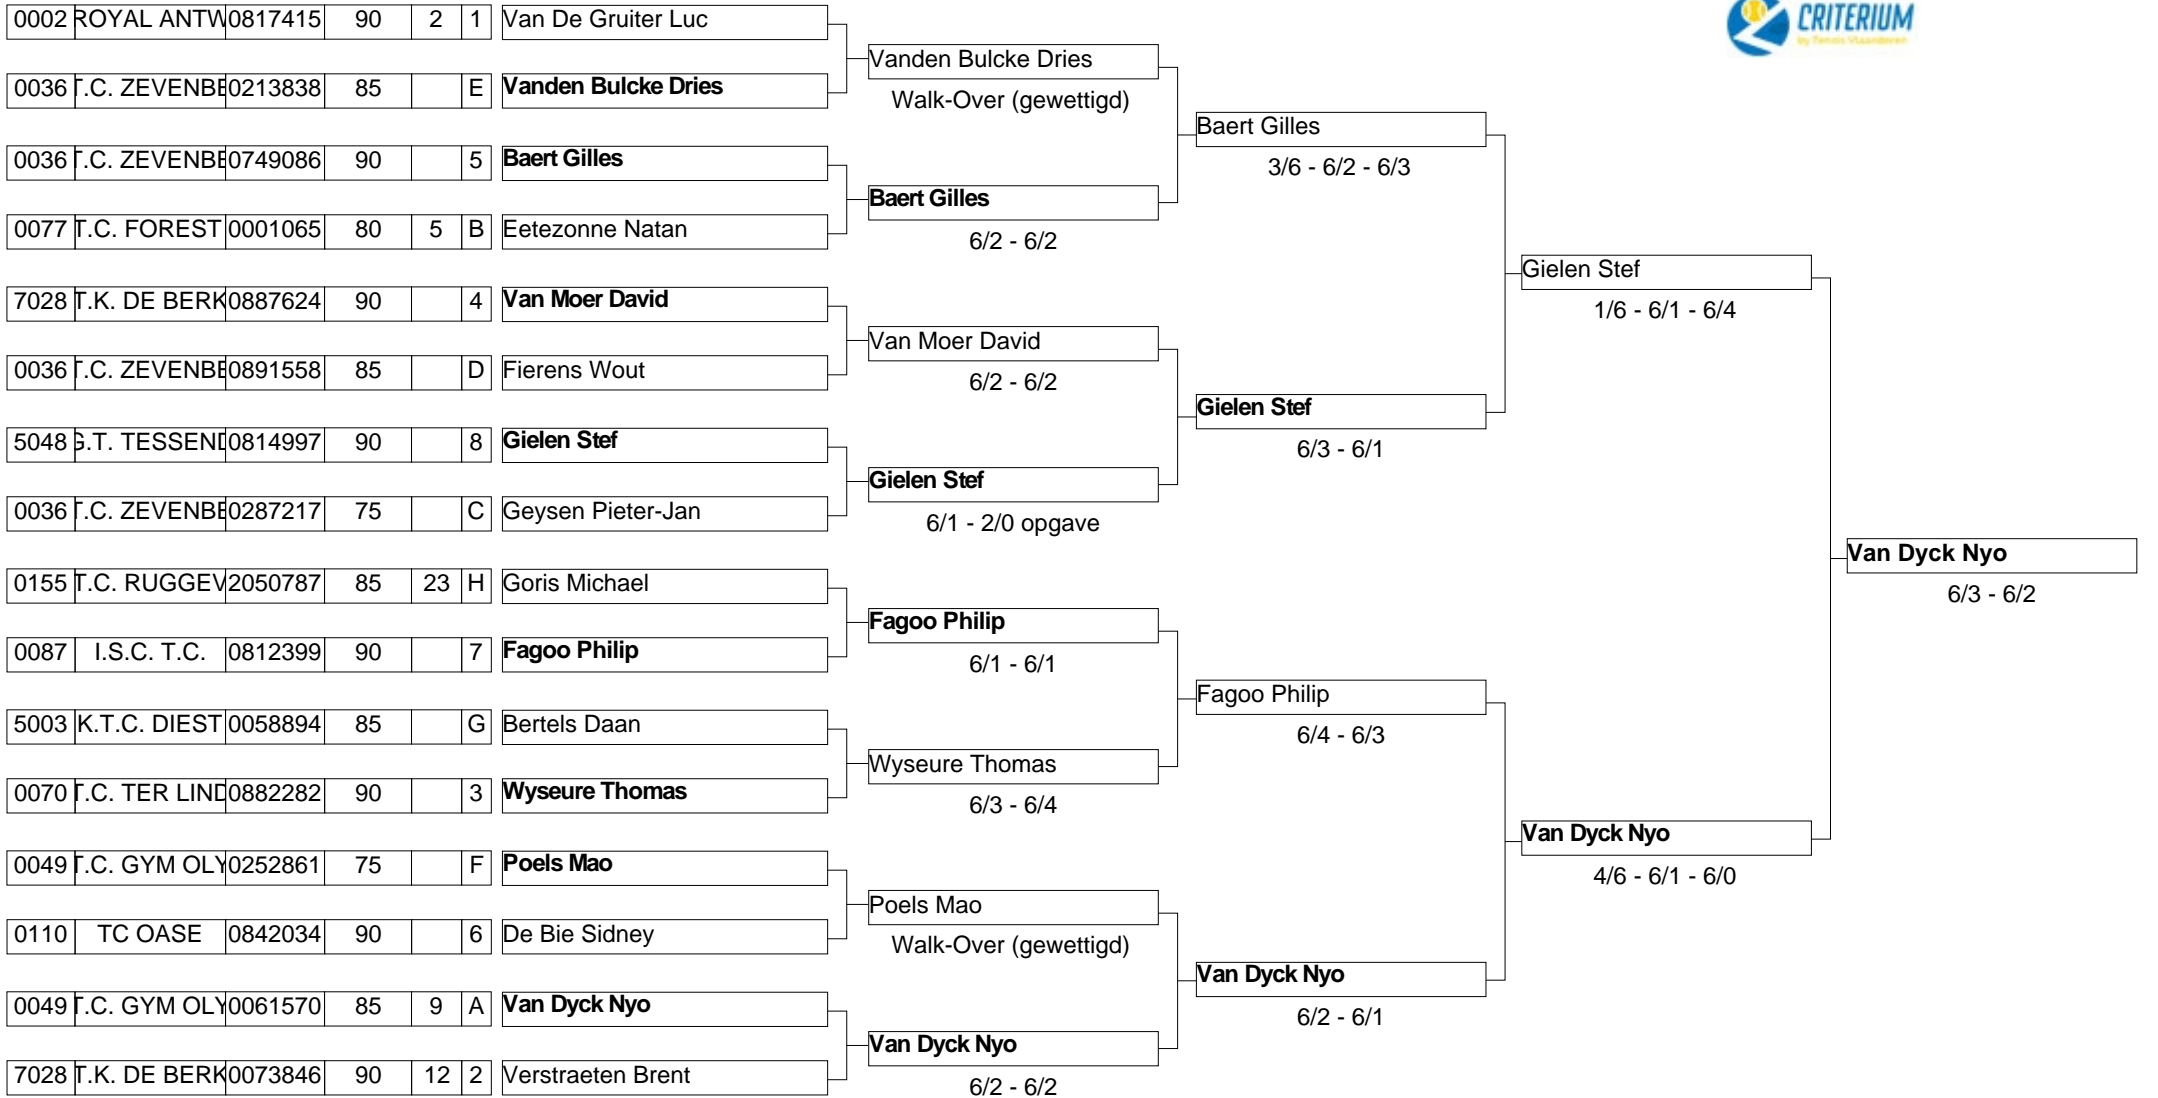 0002 ROYAL ANTW 0817415 90 2 1 Van De Gruiter Luc
0036 T.C. ZEVENBE 0213838 85 E Vanden Bulcke Dries
0036 T.C. ZEVENBE 0749086 90 5 Baert Gilles
0077 T.C. FOREST 0001065 80 5 B Eetezonne Natan
7028 T.K. DE BERK 0887624 90 4 Van Moer David
0036 T.C. ZEVENBE 0891558 85 D Fierens Wout
5048 G.T. TESSEND 0814997 90 8 Gielen Stef
0036 T.C. ZEVENBE 0287217 75 C Geysen Pieter-Jan
0155 T.C. RUGGEV 2050787 85 23 H Goris Michael
0087 I.S.C. T.C. 0812399 90 7 Fagoo Philip
5003 K.T.C. DIEST 0058894 85 G Bertels Daan
0070 T.C. TER LIND 0882282 90 3 Wyseure Thomas
0049 T.C. GYM OLY 0252861 75 F Poels Mao
0110 TC OASE 0842034 90 6 De Bie Sidney
0049 T.C. GYM OLY 0061570 85 9 A Van Dyck Nyo
7028 T.K. DE BERK 0073846 90 12 2 Verstraeten Brent
Vanden Bulcke Dries
Walk-Over (gewettigd)
Baert Gilles
6/2 - 6/2
Van Moer David
6/2 - 6/2
Gielen Stef
6/1 - 2/0 opgave
Fagoo Philip
6/1 - 6/1
Wyseure Thomas
6/3 - 6/4
Poels Mao
Walk-Over (gewettigd)
Van Dyck Nyo
6/2 - 6/2
Baert Gilles
3/6 - 6/2 - 6/3
Gielen Stef
6/3 - 6/1
Fagoo Philip
6/4 - 6/3
Van Dyck Nyo
6/2 - 6/1
Gielen Stef
1/6 - 6/1 - 6/4
Van Dyck Nyo
4/6 - 6/1 - 6/0
Van Dyck Nyo
6/3 - 6/2
CRITERIUM
by Tennis Vlaanderen